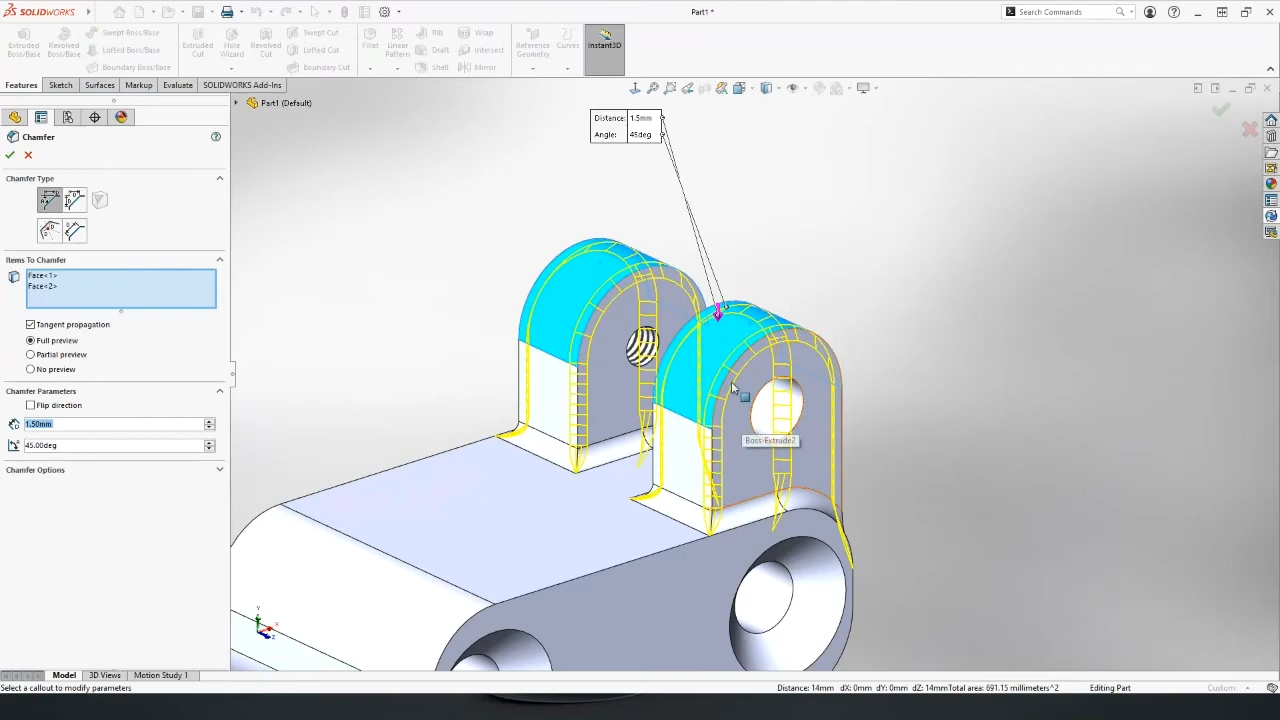 SOLIDWORKS
Part1 *
Search Commands
Extruded Boss/Base
Revolved Boss/Base
Swept Boss/Base
Lofted Boss/Base
Boundary Boss/Base
Extruded Cut
Hole Wizard
Revolved Cut
Swept Cut
Lofted Cut
Boundary Cut
Fillet
Linear Pattern
Rib
Draft
Shell
Wrap
Intersect
Mirror
Reference Geometry
Curves
Instant3D
Features
Sketch
Surfaces
Markup
Evaluate
SOLIDWORKS Add-Ins
Part1 (Default)
Chamfer
Chamfer Type
Items To Chamfer
Face<1>
Face<2>
Tangent propagation
Full preview
Partial preview
No preview
Chamfer Parameters
Flip direction
1.50mm
45.00deg
Chamfer Options
Distance: 1.5mm
Angle: 45deg
Boss-Extrude2
Y
X
Z
Model
3D Views
Motion Study 1
Select a callout to modify parameters
Distance: 14mm dX: 0mm dY: 0mm dZ: 14mmTotal area: 691.15 millimeters^2
Editing Part
Custom